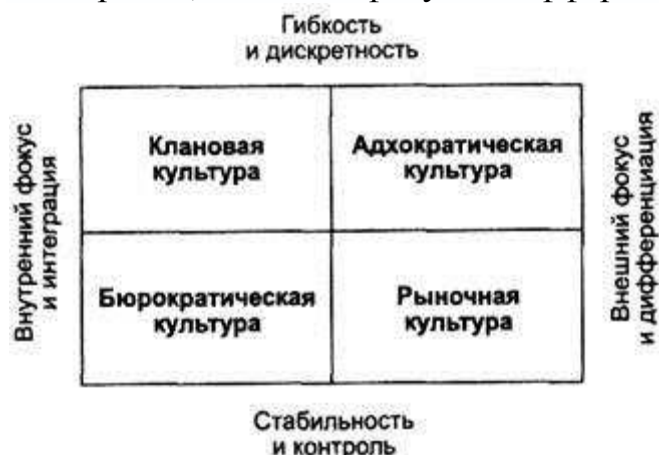 Гибкость
и дискретность
Внутренний фокус
и интеграция
Клановая
культура
Адхократическая
культура
Бюрократическая
культура
Рыночная
культура
Внешний фокус
и дифференциация
Стабильность
и контроль